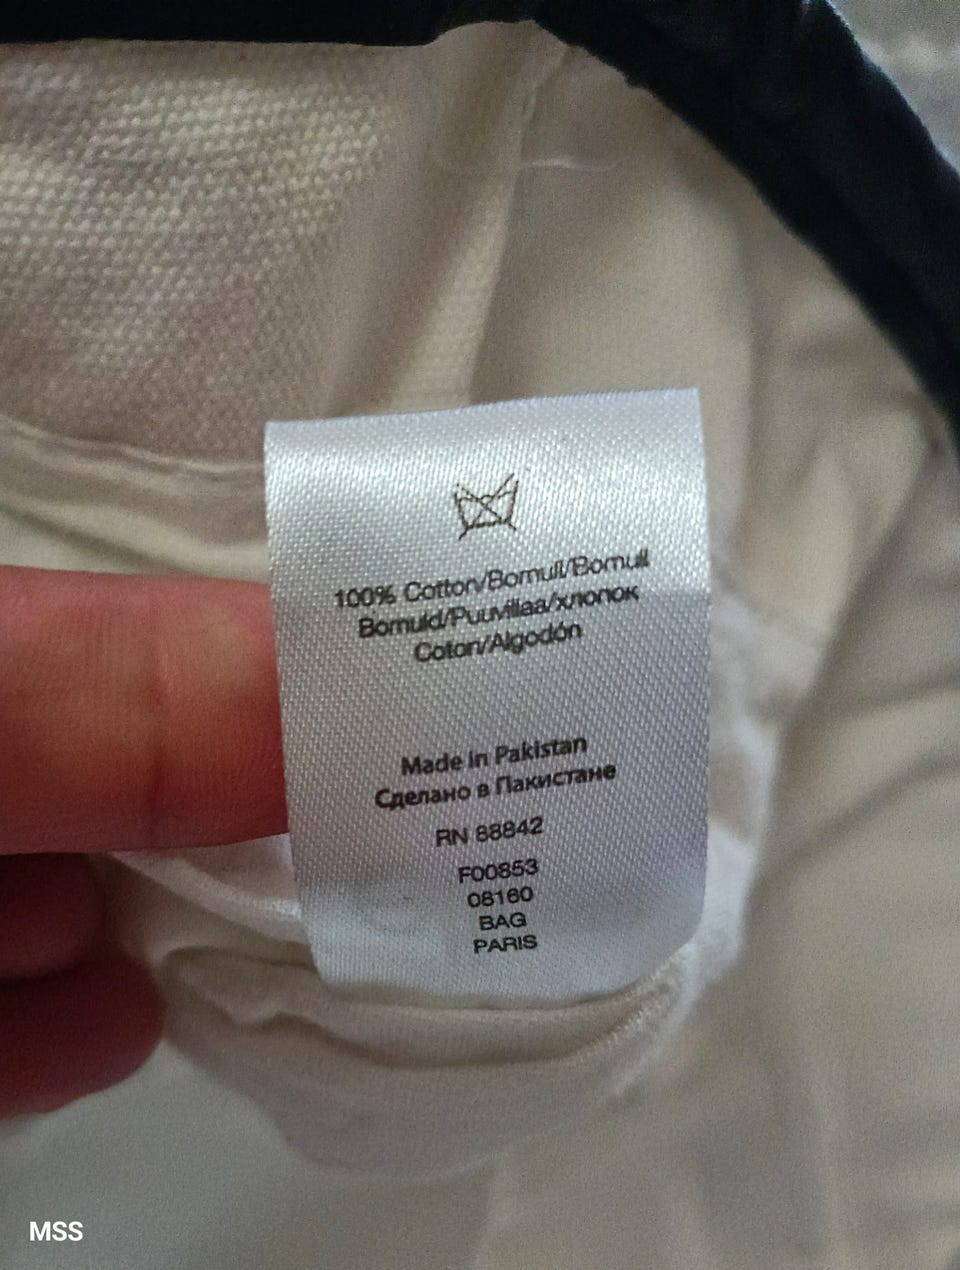 100% Cotton/Bomull/Bomull
Bomuld/Puuvillaa/хлопок
Coton/Algodón
Made in Pakistan
Сделано в Пакистане
RN 88842
F00853
08160
BAG
PARIS
MSS